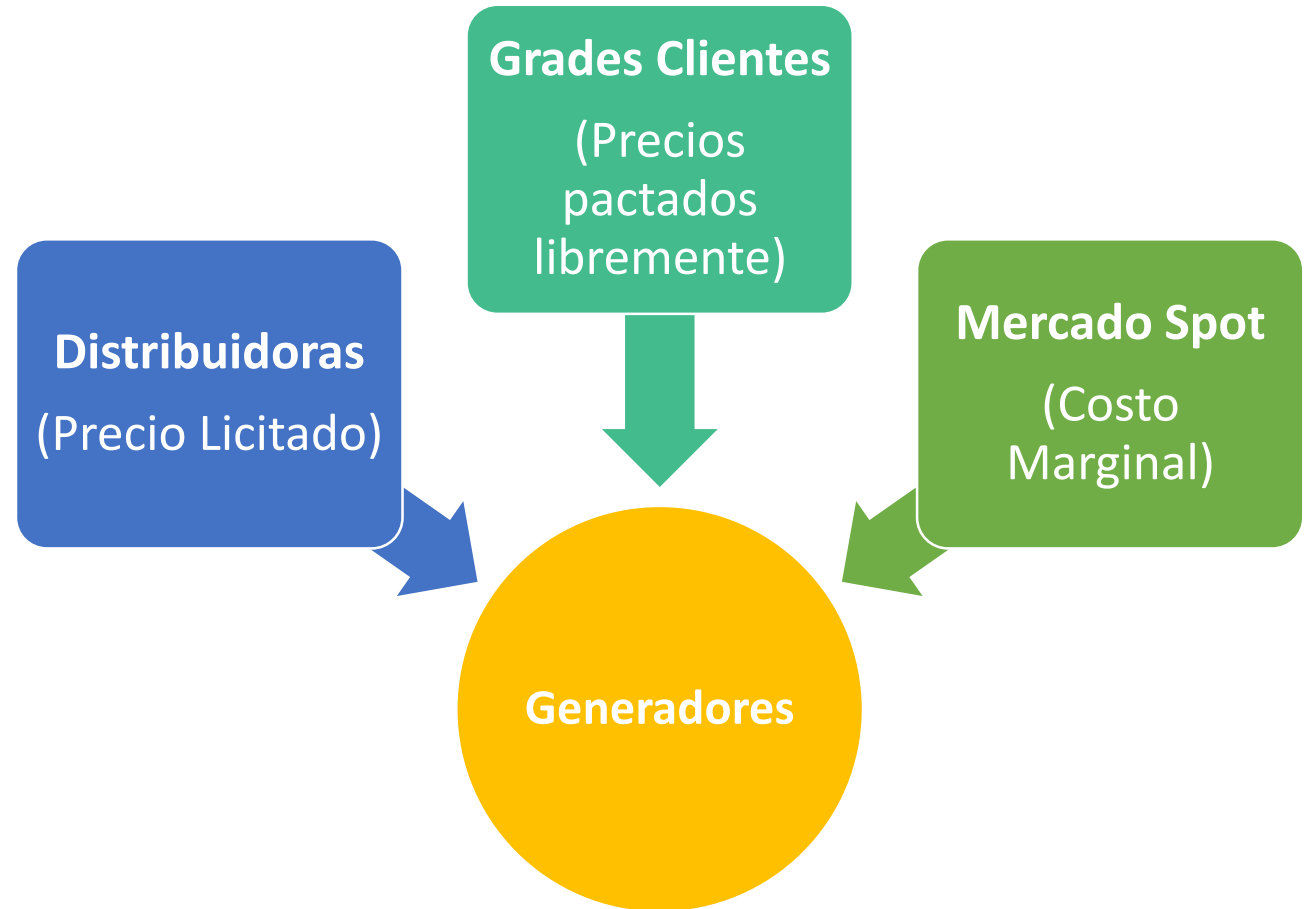 Grades Clientes
(Precios
pactados
libremente)
Distribuidoras
(Precio Licitado)
Mercado Spot
(Costo
Marginal)
Generadores